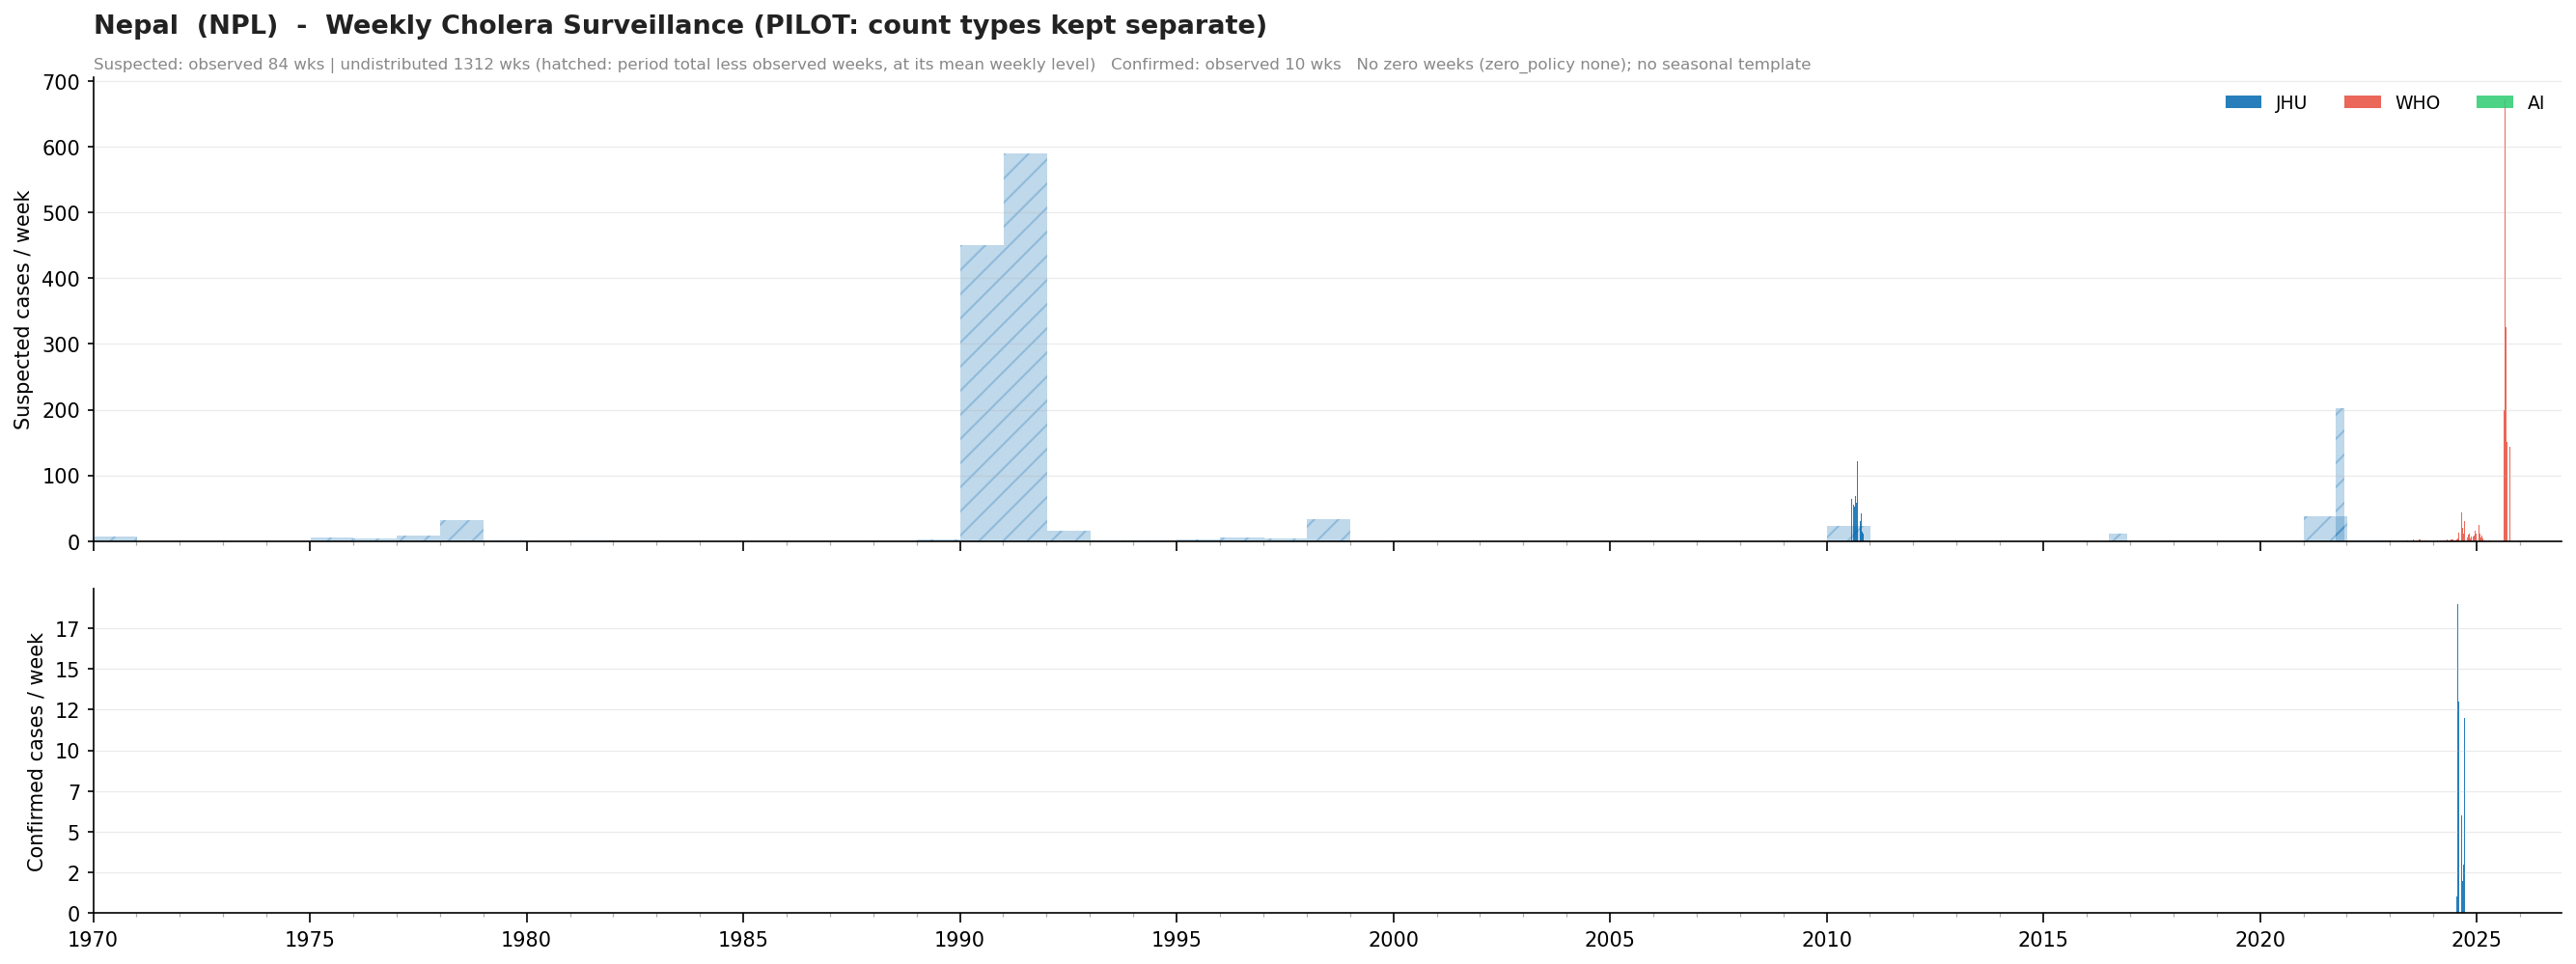 Nepal  (NPL)  -  Weekly Cholera Surveillance (PILOT: count types kept separate)
Suspected: observed 84 wks | undistributed 1312 wks (hatched: period total less observed weeks, at its mean weekly level)   Confirmed: observed 10 wks   No zero weeks (zero_policy none); no seasonal template
JHU WHO AI
Suspected cases / week
700
600
500
400
300
200
100
0
Confirmed cases / week
17
15
12
10
7
5
2
0
1970 1975 1980 1985 1990 1995 2000 2005 2010 2015 2020 2025